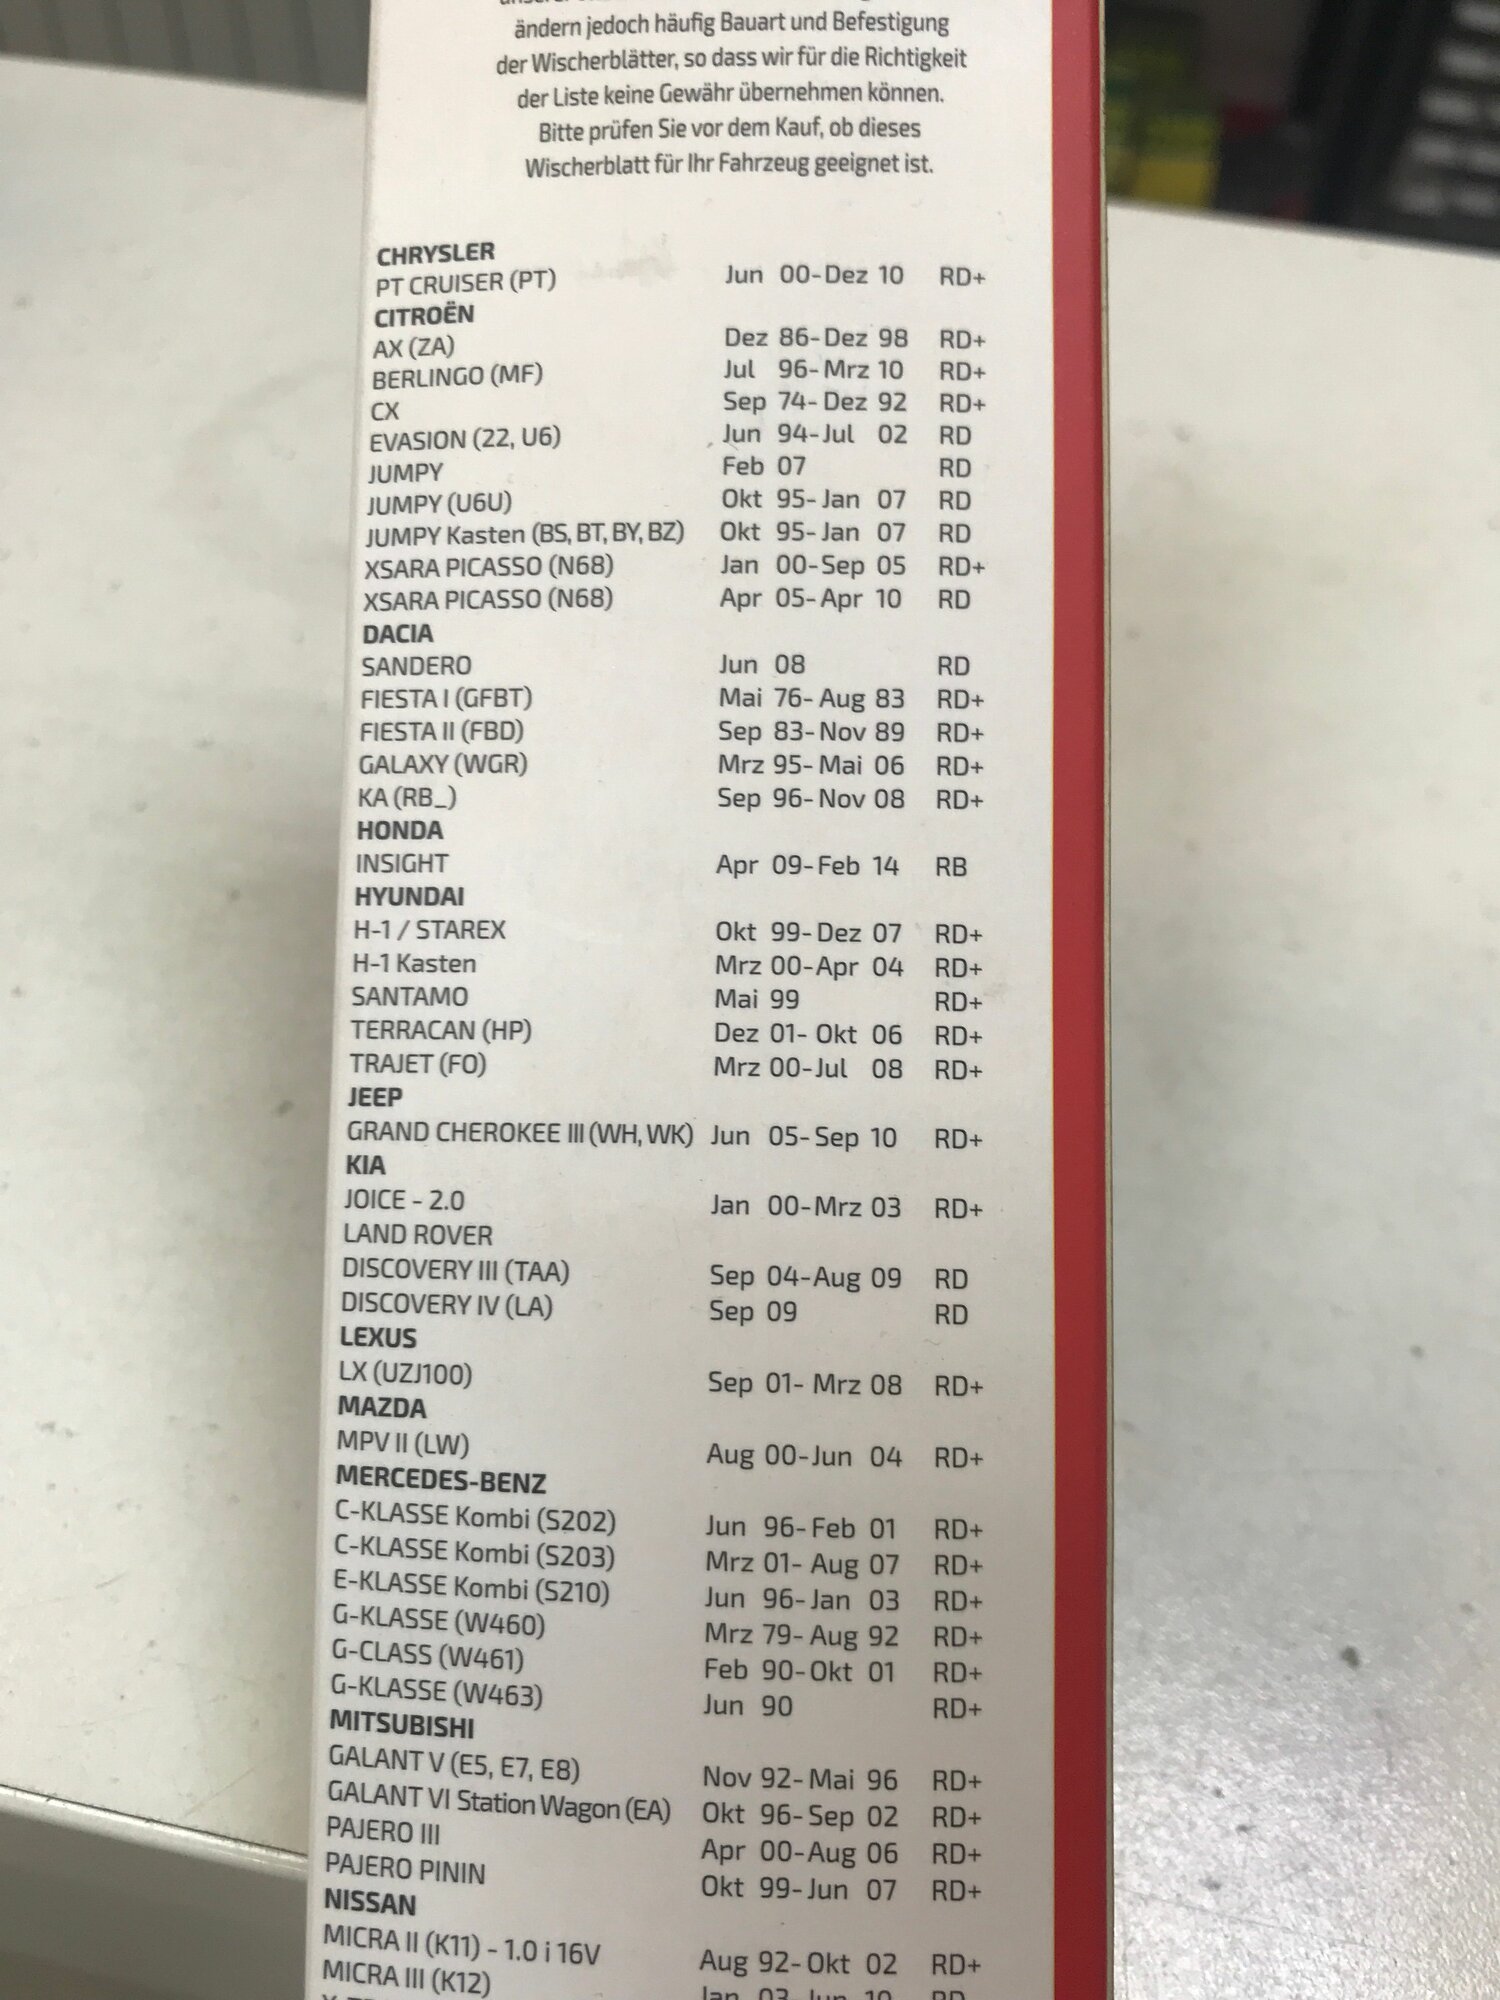 ändern jedoch häufig Bauart und Befestigung
der Wischerblätter, so dass wir für die Richtigkeit
der Liste keine Gewähr übernehmen können.
Bitte prüfen Sie vor dem Kauf, ob dieses
Wischerblatt für Ihr Fahrzeug geeignet ist.
CHRYSLER
PT CRUISER (PT) Jun 00-Dez 10 RD+
CITROËN
AX (ZA) Dez 86-Dez 98 RD+
BERLINGO (MF) Jul 96-Mrz 10 RD+
CX Sep 74-Dez 92 RD+
EVASION (22, U6) Jun 94-Jul 02 RD
JUMPY Feb 07 RD
JUMPY (U6U) Okt 95-Jan 07 RD
JUMPY Kasten (BS, BT, BY, BZ) Okt 95-Jan 07 RD
XSARA PICASSO (N68) Jan 00-Sep 05 RD+
XSARA PICASSO (N68) Apr 05-Apr 10 RD
DACIA
SANDERO Jun 08 RD
FIESTA I (GFBT) Mai 76-Aug 83 RD+
FIESTA II (FBD) Sep 83-Nov 89 RD+
GALAXY (WGR) Mrz 95-Mai 06 RD+
KA (RB_) Sep 96-Nov 08 RD+
HONDA
INSIGHT Apr 09-Feb 14 RB
HYUNDAI
H-1 / STAREX Okt 99-Dez 07 RD+
H-1 Kasten Mrz 00-Apr 04 RD+
SANTAMO Mai 99 RD+
TERRACAN (HP) Dez 01- Okt 06 RD+
TRAJET (FO) Mrz 00-Jul 08 RD+
JEEP
GRAND CHEROKEE III (WH, WK) Jun 05-Sep 10 RD+
KIA
JOICE - 2.0 Jan 00-Mrz 03 RD+
LAND ROVER
DISCOVERY III (TAA) Sep 04-Aug 09 RD
DISCOVERY IV (LA) Sep 09 RD
LEXUS
LX (UZJ100) Sep 01- Mrz 08 RD+
MAZDA
MPV II (LW) Aug 00-Jun 04 RD+
MERCEDES-BENZ
C-KLASSE Kombi (S202) Jun 96-Feb 01 RD+
C-KLASSE Kombi (S203) Mrz 01- Aug 07 RD+
E-KLASSE Kombi (S210) Jun 96-Jan 03 RD+
G-KLASSE (W460) Mrz 79-Aug 92 RD+
G-CLASS (W461) Feb 90-Okt 01 RD+
G-KLASSE (W463) Jun 90 RD+
MITSUBISHI
GALANT V (E5, E7, E8) Nov 92-Mai 96 RD+
GALANT VI Station Wagon (EA) Okt 96-Sep 02 RD+
PAJERO III Apr 00-Aug 06 RD+
PAJERO PININ Okt 99-Jun 07 RD+
NISSAN
MICRA II (K11) - 1.0 i 16V Aug 92-Okt 02 RD+
MICRA III (K12) Jan 03-Jun 10 RD